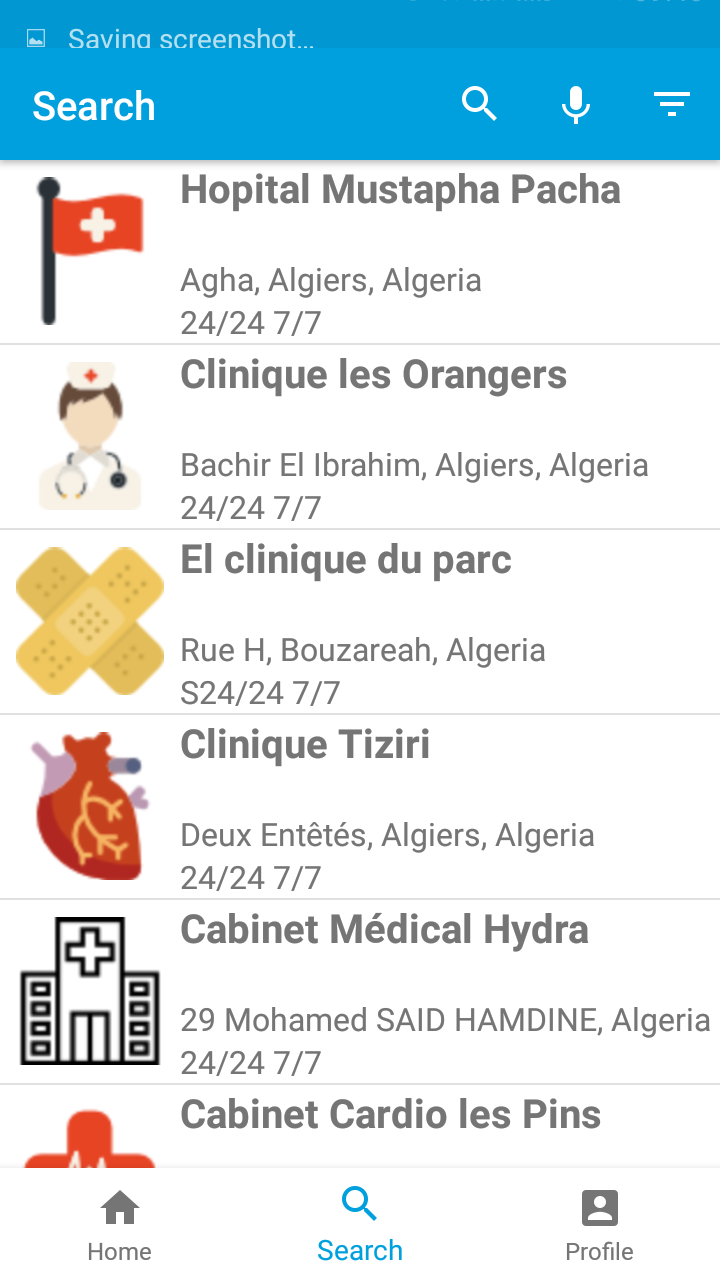 Saving screenshot...
Search
Hopital Mustapha Pacha
Agha, Algiers, Algeria
24/24 7/7
Clinique les Orangers
Bachir El Ibrahim, Algiers, Algeria
24/24 7/7
El clinique du parc
Rue H, Bouzareah, Algeria
S24/24 7/7
Clinique Tiziri
Deux Entêtés, Algiers, Algeria
24/24 7/7
Cabinet Médical Hydra
29 Mohamed SAID HAMDINE, Algeria
24/24 7/7
Cabinet Cardio les Pins
Home
Search
Profile